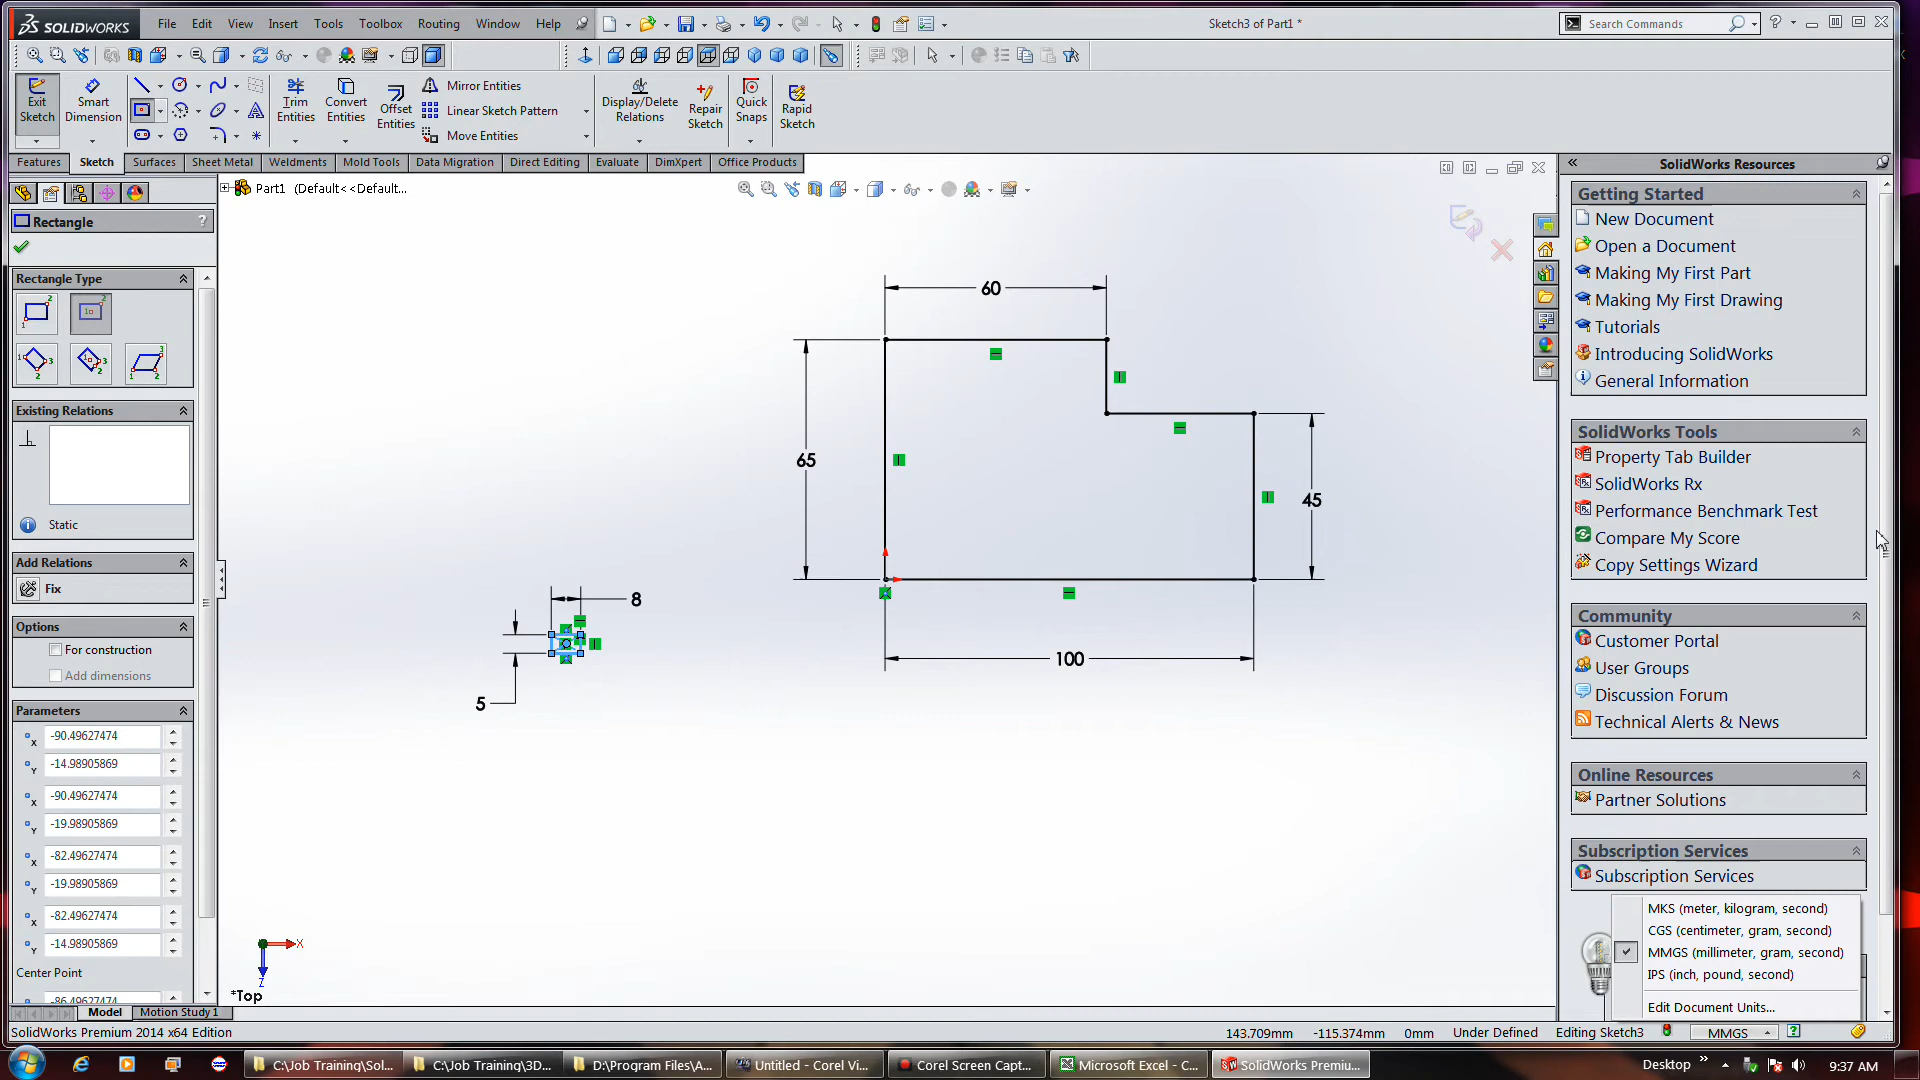 SOLIDWORKS File Edit View Insert Tools Toolbox Routing Window Help Sketch3 of Part1 * Search Commands
Exit Sketch
Smart Dimension
Trim Entities
Convert Entities
Offset Entities
Mirror Entities
Linear Sketch Pattern
Move Entities
Display/Delete Relations
Repair Sketch
Quick Snaps
Rapid Sketch
Features Sketch Surfaces Sheet Metal Weldments Mold Tools Data Migration Direct Editing Evaluate DimXpert Office Products
Part1 (Default<<Default...
Rectangle ?
Rectangle Type
Existing Relations
Static
Add Relations
Fix
Options
For construction
Add dimensions
Parameters
-90.49627474
-14.98905869
-90.49627474
-19.98905869
-82.49627474
-19.98905869
-82.49627474
-14.98905869
Center Point
-86.49627474
60
65
45
100
8
5
X
Z
*Top
SolidWorks Resources
Getting Started
New Document
Open a Document
Making My First Part
Making My First Drawing
Tutorials
Introducing SolidWorks
General Information
SolidWorks Tools
Property Tab Builder
SolidWorks Rx
Performance Benchmark Test
Compare My Score
Copy Settings Wizard
Community
Customer Portal
User Groups
Discussion Forum
Technical Alerts & News
Online Resources
Partner Solutions
Subscription Services
Subscription Services
MKS (meter, kilogram, second)
CGS (centimeter, gram, second)
MMGS (millimeter, gram, second)
IPS (inch, pound, second)
Edit Document Units...
Model Motion Study 1
SolidWorks Premium 2014 x64 Edition 143.709mm -115.374mm 0mm Under Defined Editing Sketch3 MMGS
C:\Job Training\Sol... C:\Job Training\3D... D:\Program Files\A... Untitled - Corel Vi... Corel Screen Capt... Microsoft Excel - C... SolidWorks Premiu... Desktop 9:37 AM